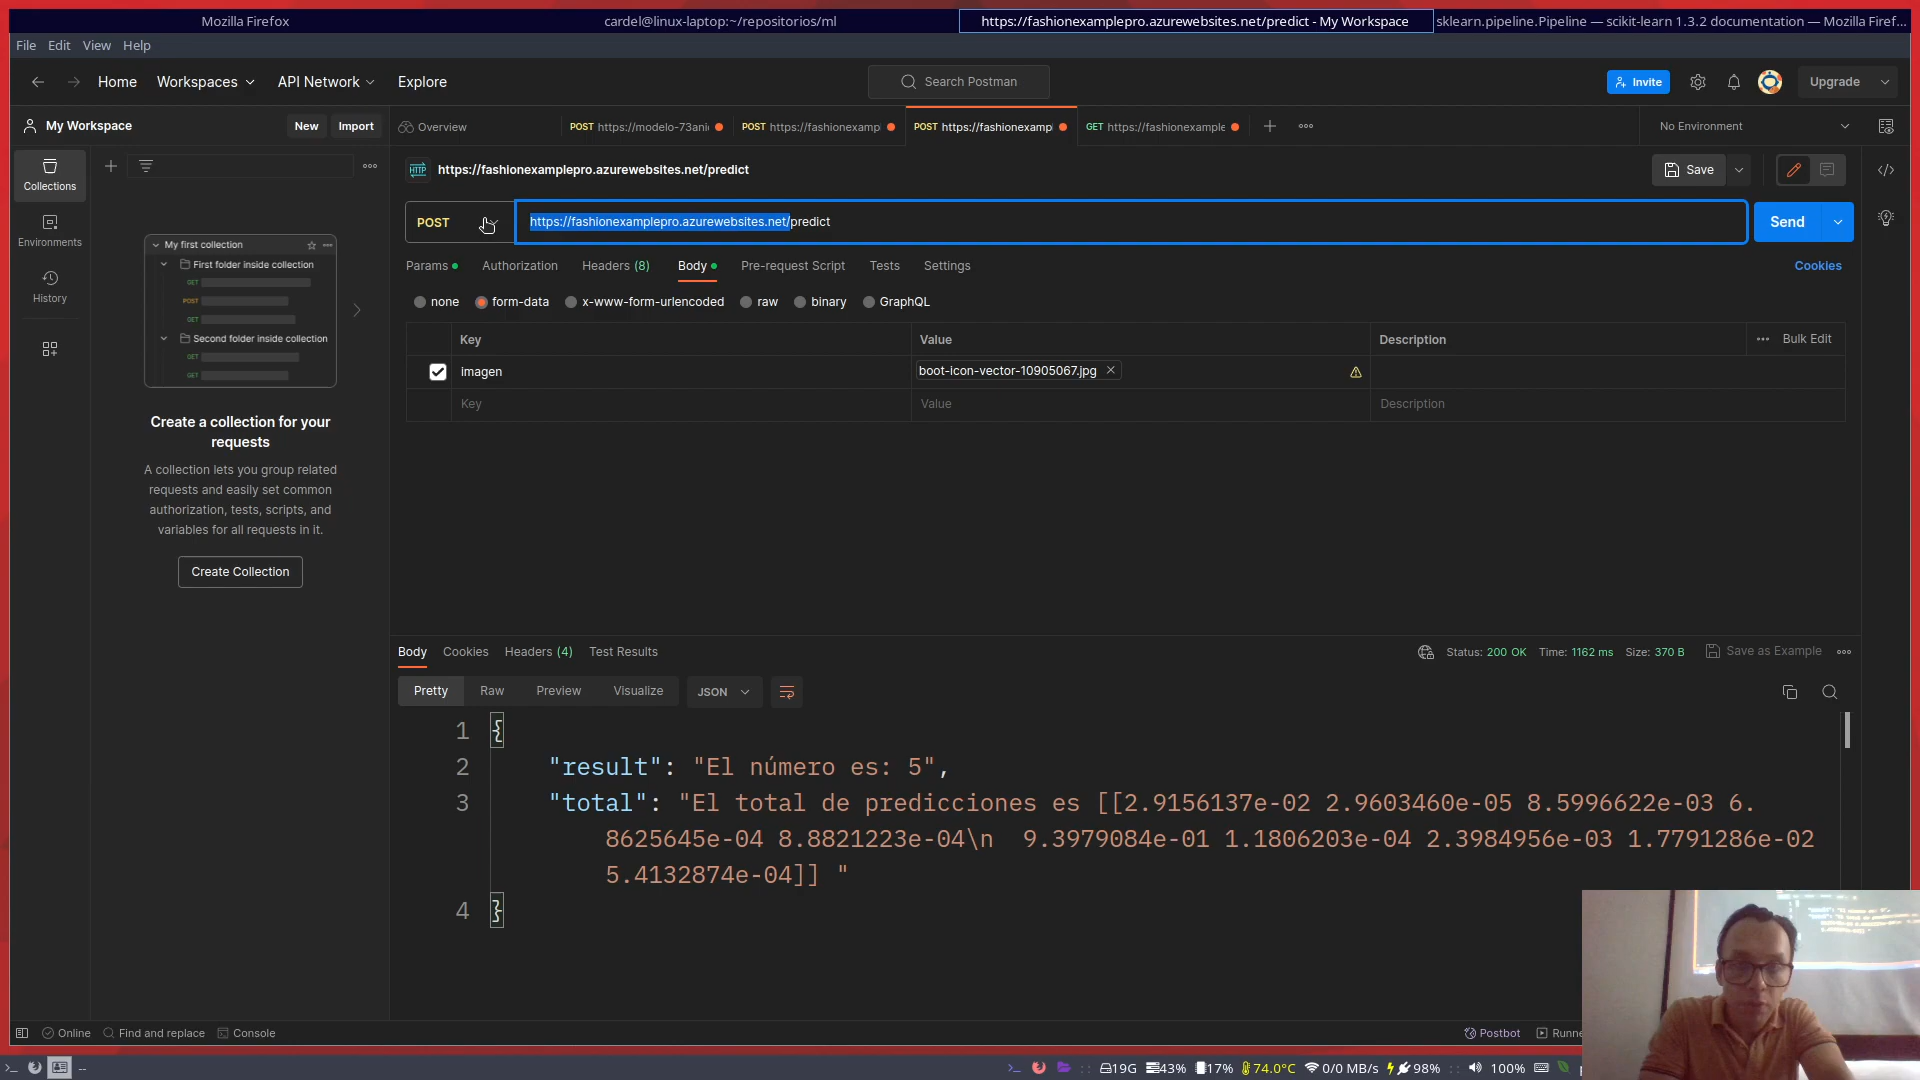 Mozilla Firefox
cardel@linux-laptop:~/repositorios/ml
https://fashionexamplepro.azurewebsites.net/predict - My Workspace
sklearn.pipeline.Pipeline — scikit-learn 1.3.2 documentation — Mozilla Firef...
File Edit View Help
Home Workspaces API Network Explore
Search Postman
Invite
Upgrade
My Workspace
New Import
Overview
POST https://modelo-73ani
POST https://fashionexampl
POST https://fashionexampl
GET https://fashionexample
No Environment
Collections
Environments
History
My first collection
First folder inside collection
GET
POST
GET
Second folder inside collection
GET
GET
Create a collection for your
requests
A collection lets you group related
requests and easily set common
authorization, tests, scripts, and
variables for all requests in it.
Create Collection
HTTP https://fashionexamplepro.azurewebsites.net/predict
Save
POST https://fashionexamplepro.azurewebsites.net/predict
Send
Params Authorization Headers (8) Body Pre-request Script Tests Settings
Cookies
none form-data x-www-form-urlencoded raw binary GraphQL
Key Value Description ••• Bulk Edit
imagen boot-icon-vector-10905067.jpg
Key Value Description
Body Cookies Headers (4) Test Results
Status: 200 OK Time: 1162 ms Size: 370 B Save as Example
Pretty Raw Preview Visualize JSON
1 {
2 "result": "El número es: 5",
3 "total": "El total de predicciones es [[2.9156137e-02 2.9603460e-05 8.5996622e-03 6.
8625645e-04 8.8821223e-04\n  9.3979084e-01 1.1806203e-04 2.3984956e-03 1.7791286e-02
5.4132874e-04]] "
4 }
Online Find and replace Console
Postbot Runne
--
19G 43% 17% 74.0°C 0/0 MB/s 98% 100%